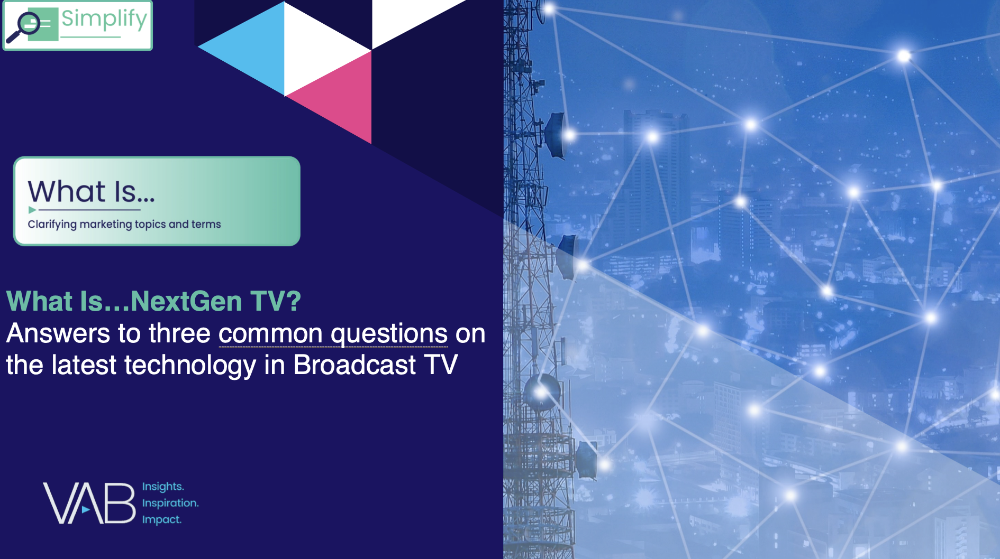 Simplify
What Is...
Clarifying marketing topics and terms
What Is...NextGen TV?
Answers to three common questions on
the latest technology in Broadcast TV
VAB
Insights.
Inspiration.
Impact.